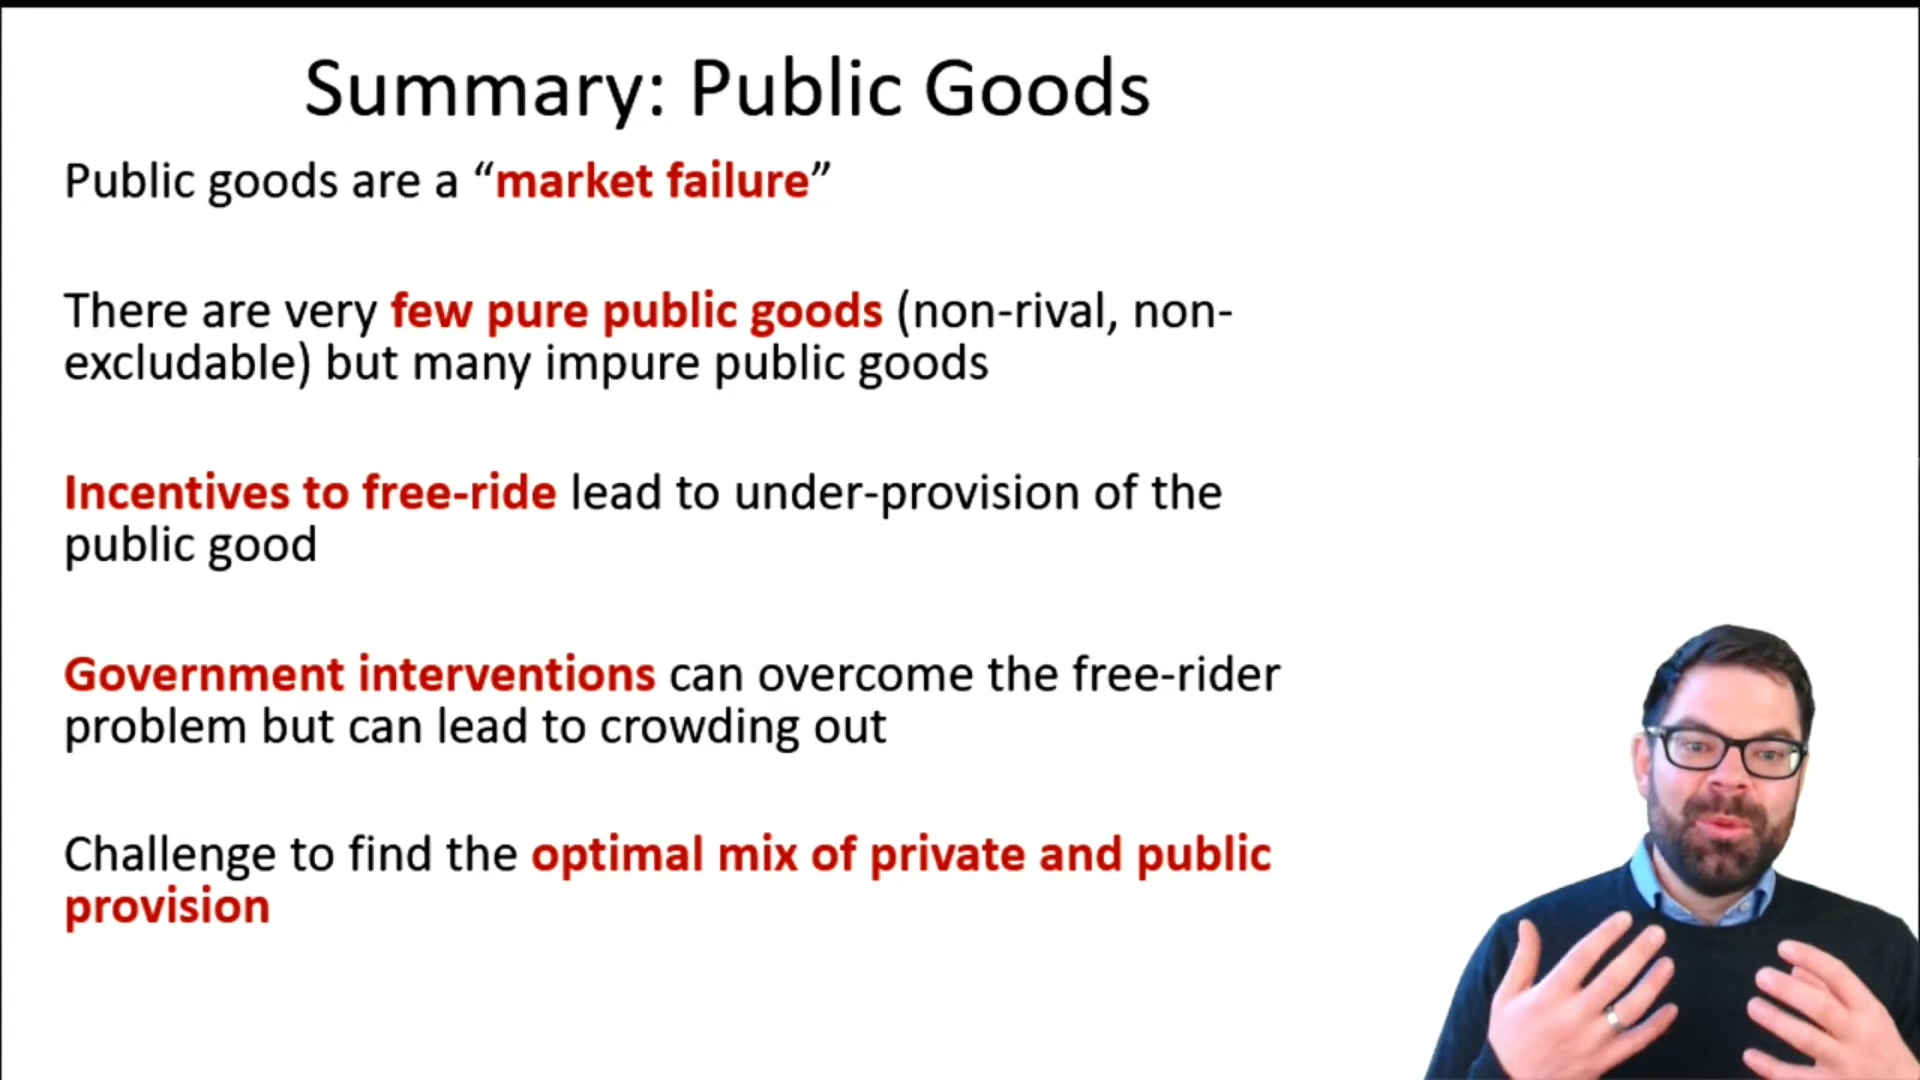 Summary: Public Goods
Public goods are a “market failure”
There are very few pure public goods (non-rival, non-
excludable) but many impure public goods
Incentives to free-ride lead to under-provision of the
public good
Government interventions can overcome the free-rider
problem but can lead to crowding out
Challenge to find the optimal mix of private and public
provision